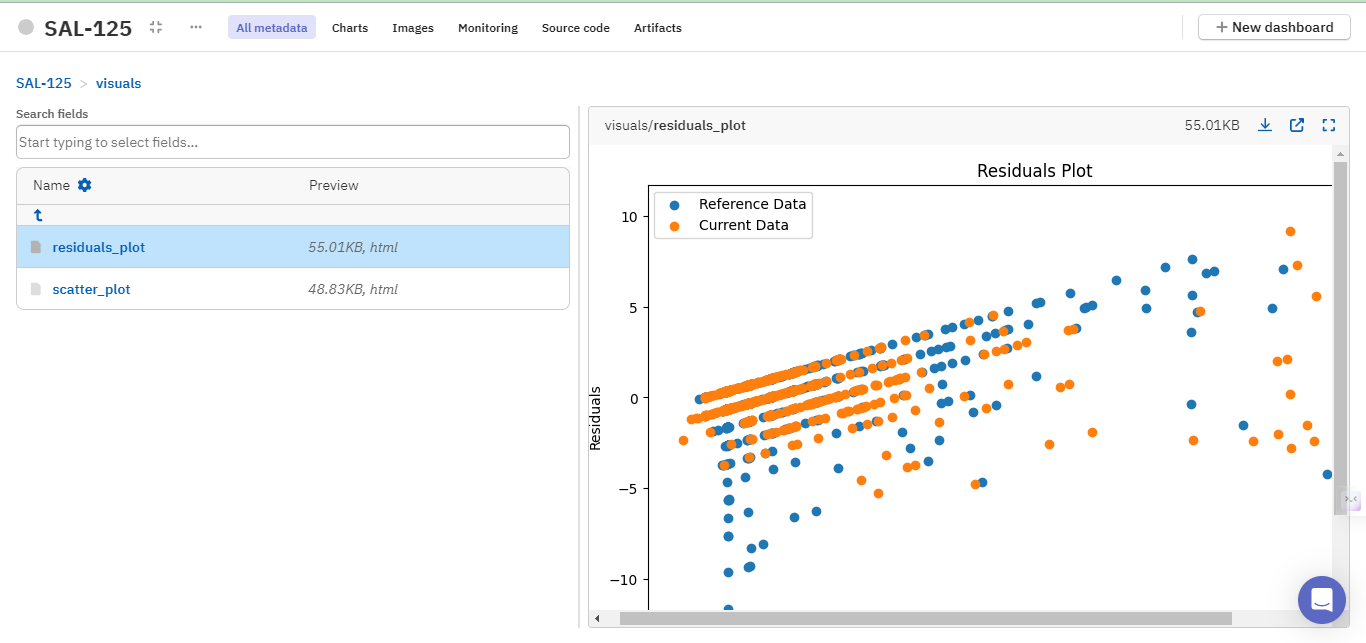 SAL-125 All metadata Charts Images Monitoring Source code Artifacts + New dashboard
SAL-125 > visuals
Search fields
Start typing to select fields...
Name Preview
residuals_plot 55.01KB, html
scatter_plot 48.83KB, html
visuals/residuals_plot 55.01KB
Residuals Plot
Reference Data
Current Data
Residuals
10
5
0
−5
−10